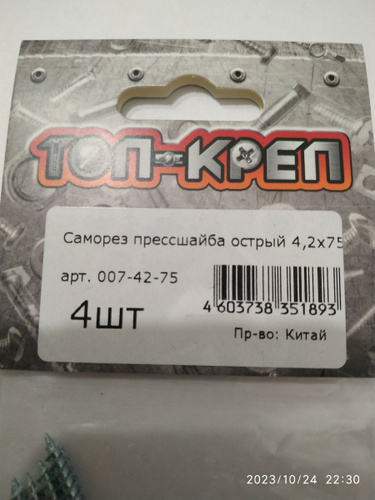 ТОП-КРЕП
Саморез прессшайба острый 4,2х75
арт. 007-42-75
4шт
4 603738 351893
Пр-во: Китай
2023/10/24 22:30